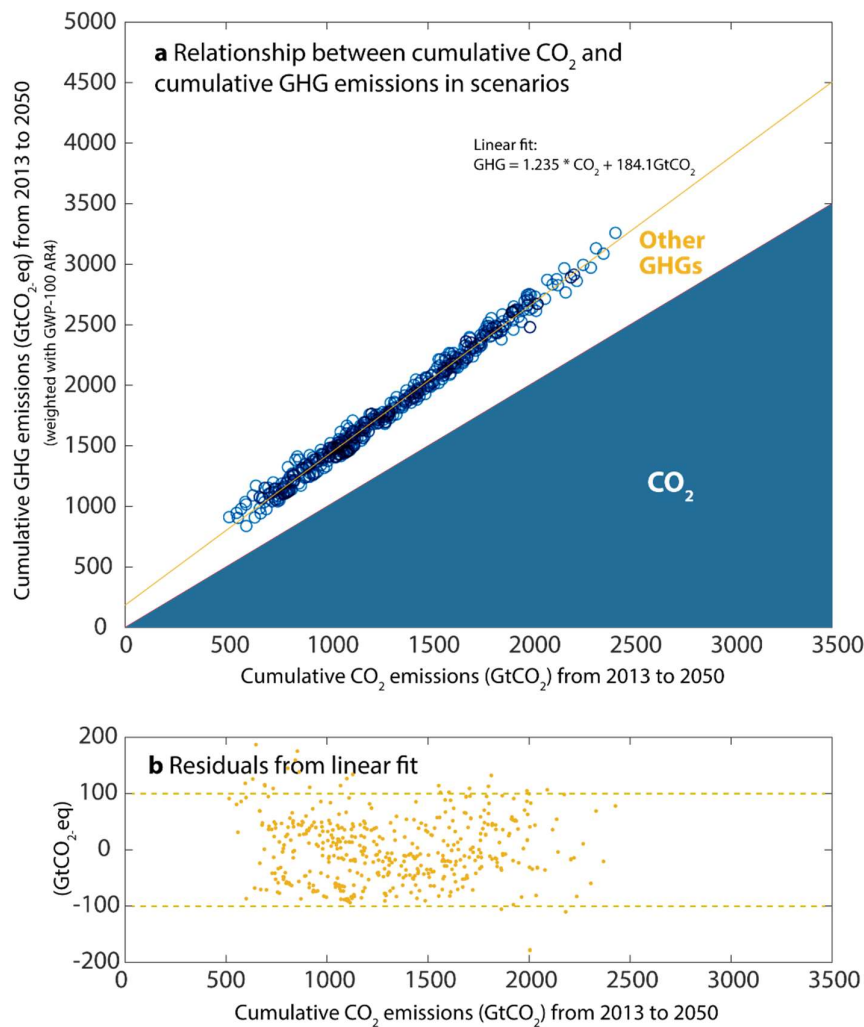 5000
4500
4000
3500
3000
2500
2000
1500
1000
500
0
Cumulative GHG emissions (GtCO2-eq) from 2013 to 2050
(weighted with GWP-100 AR4)
a Relationship between cumulative CO2 and
cumulative GHG emissions in scenarios
Linear fit:
GHG = 1.235 * CO2 + 184.1GtCO2
Other
GHGs
CO2
0 500 1000 1500 2000 2500 3000 3500
Cumulative CO2 emissions (GtCO2) from 2013 to 2050
200
100
0
-100
-200
(GtCO2-eq)
b Residuals from linear fit
0 500 1000 1500 2000 2500 3000 3500
Cumulative CO2 emissions (GtCO2) from 2013 to 2050